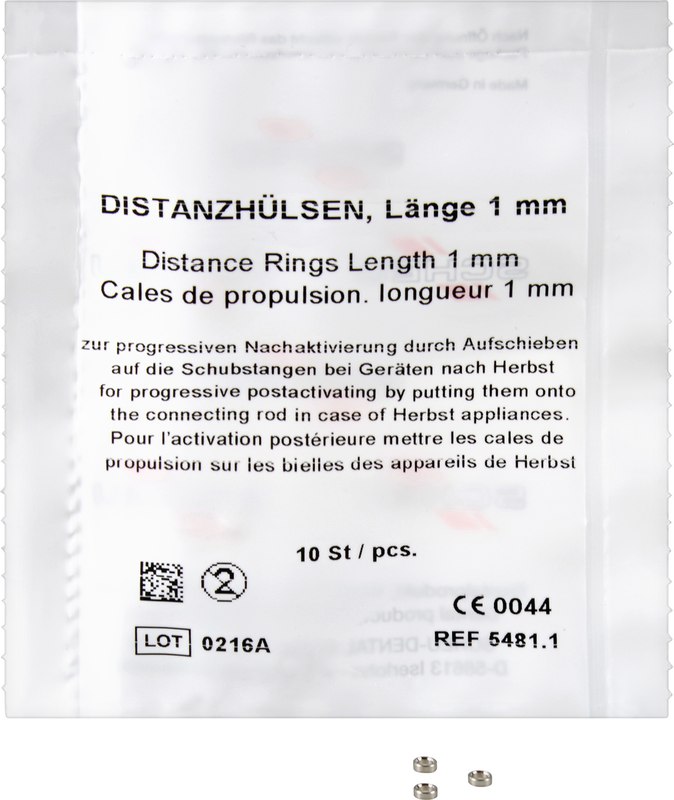 DISTANZHÜLSEN, Länge 1 mm
Distance Rings Length 1 mm
Cales de propulsion. longueur 1 mm
zur progressiven Nachaktivierung durch Aufschieben
auf die Schubstangen bei Geräten nach Herbst
for progressive postactivating by putting them onto
the connecting rod in case of Herbst appliances.
Pour l'activation postérieure mettre les cales de
propulsion sur les bielles des appareils de Herbst
10 St / pcs.
2
CE 0044
LOT 0216A
REF 5481.1
Made in Germany